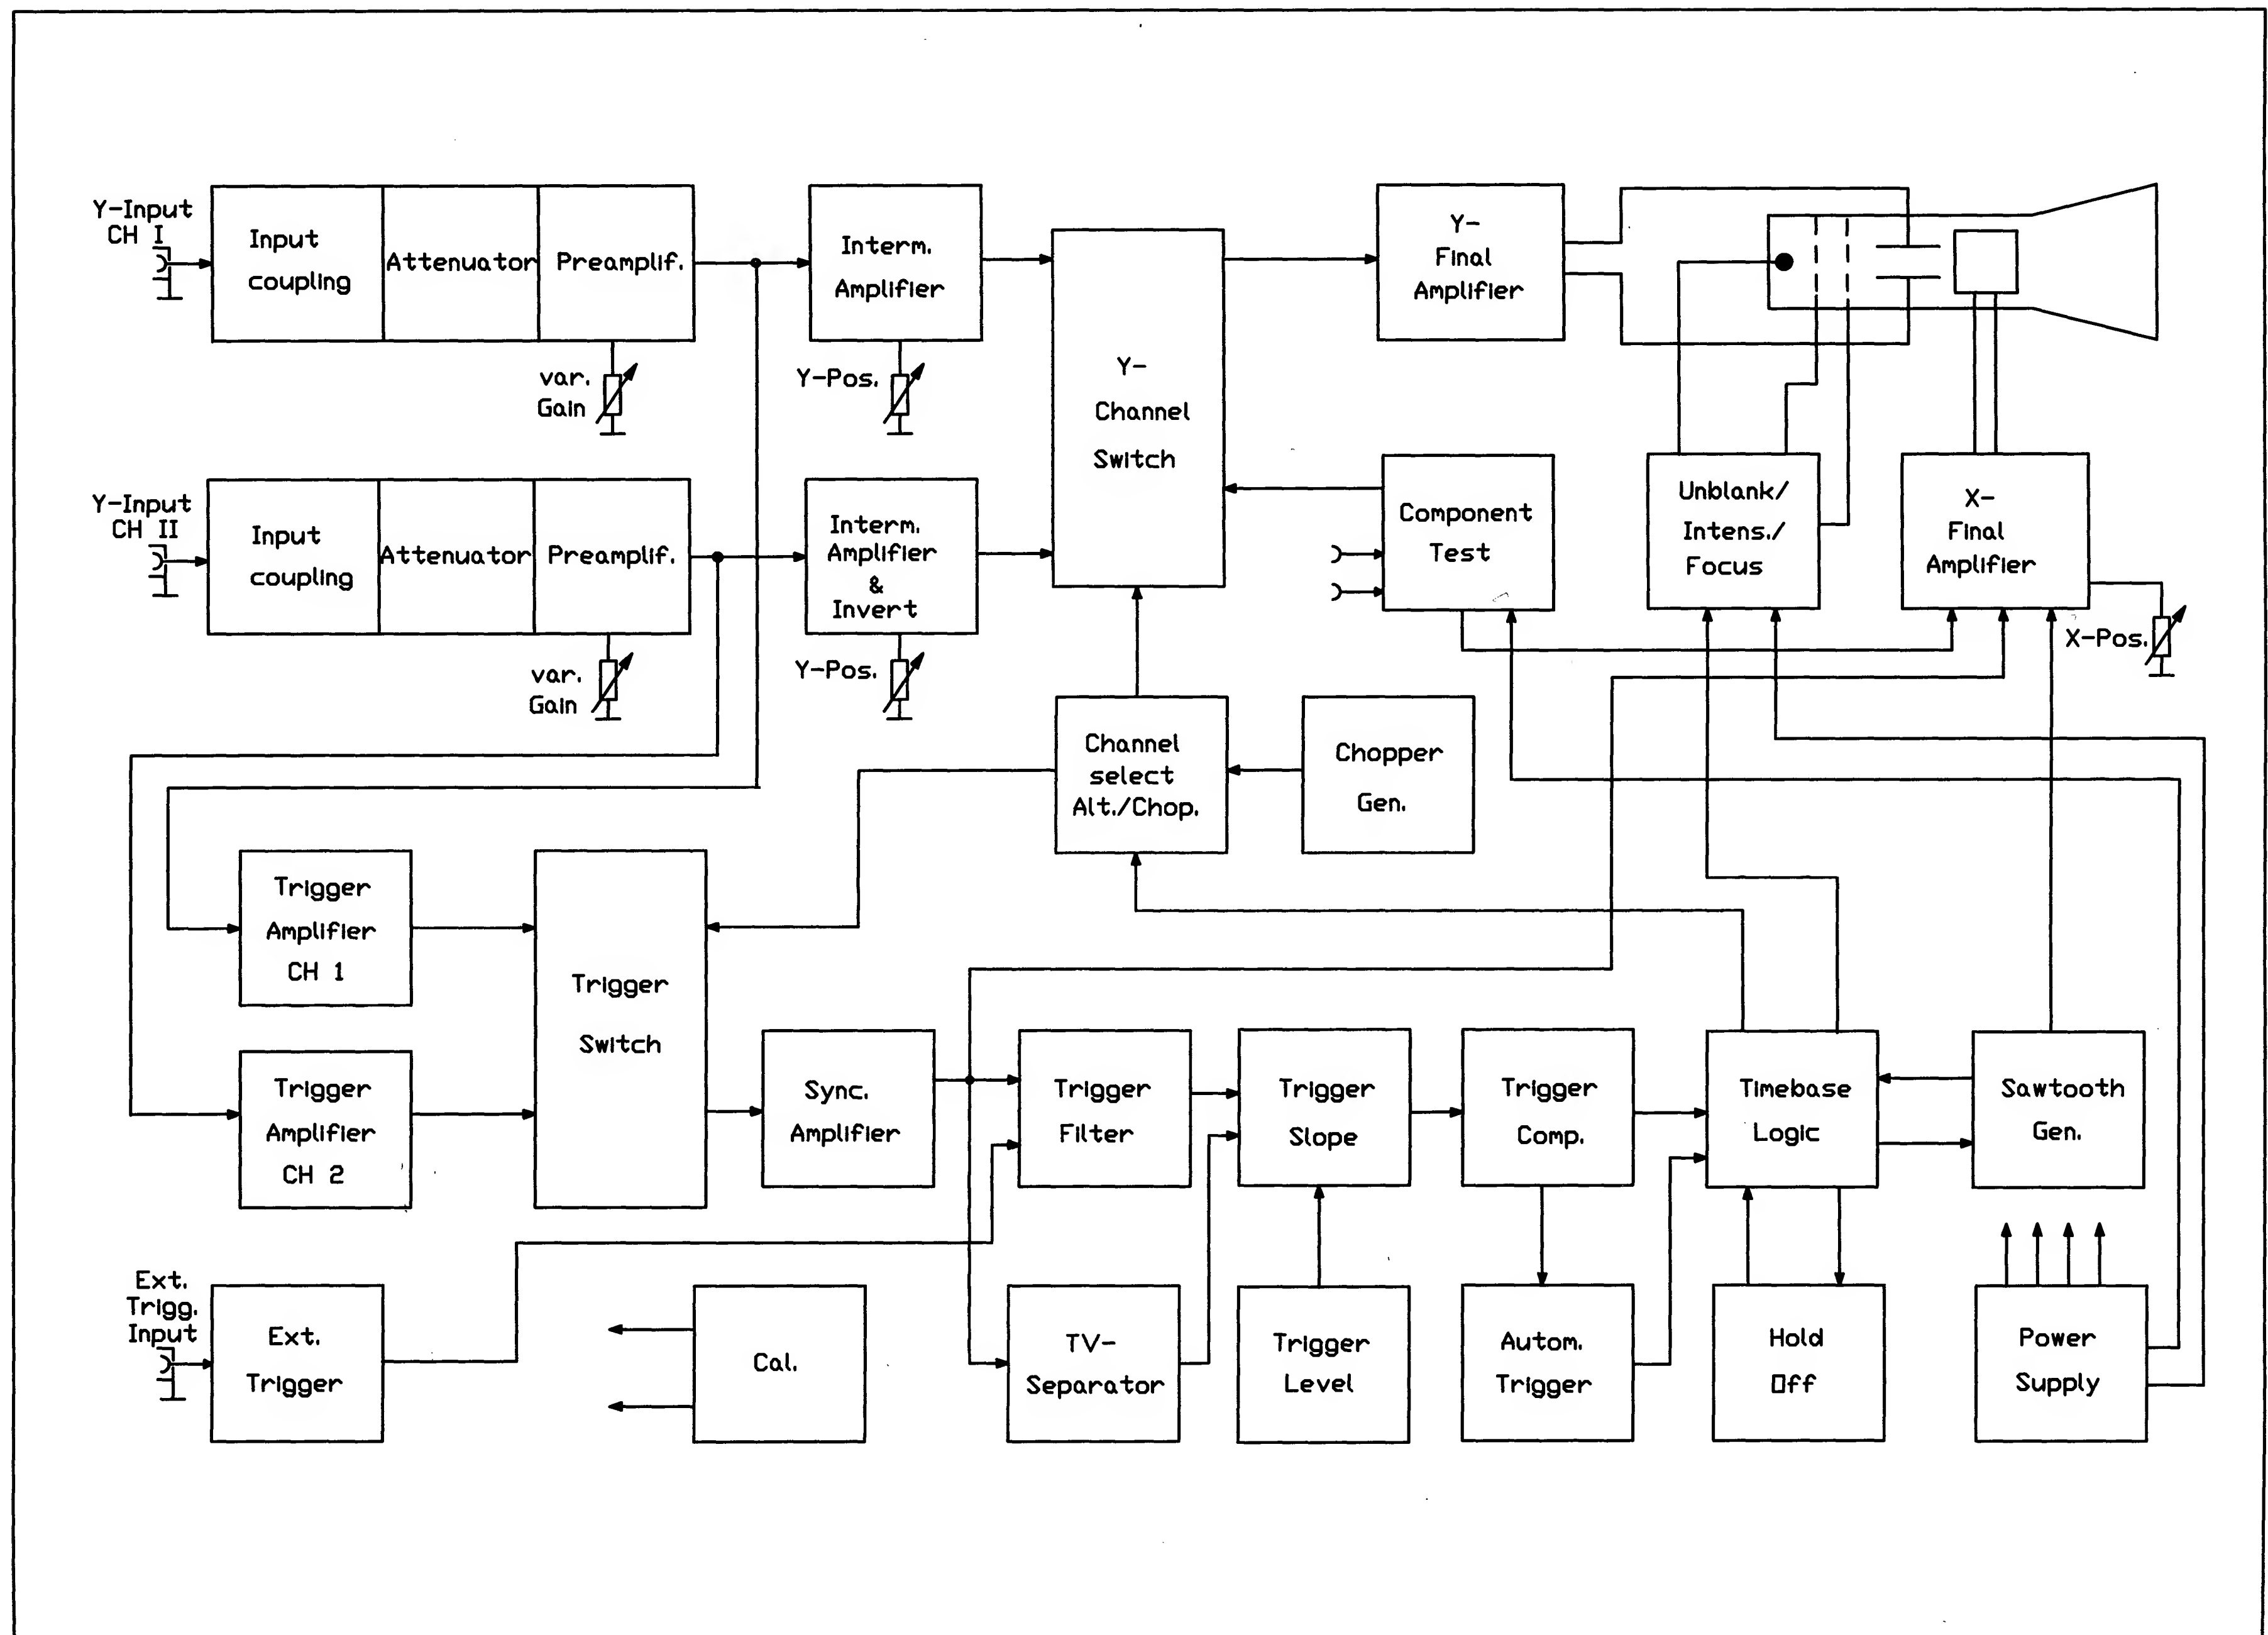 Y-Input
CH I
Input
coupling
Attenuator
Preamplif.
var.
Gain
Interm.
Amplifier
Y-Pos.
Y-
Channel
Switch
Y-
Final
Amplifier
Y-Input
CH II
Input
coupling
Attenuator
Preamplif.
var.
Gain
Interm.
Amplifier
&
Invert
Y-Pos.
Component
Test
Unblank/
Intens./
Focus
X-
Final
Amplifier
X-Pos.
Channel
select
Alt./Chop.
Chopper
Gen.
Trigger
Amplifier
CH 1
Trigger
Switch
Trigger
Amplifier
CH 2
Sync.
Amplifier
Trigger
Filter
Trigger
Slope
Trigger
Comp.
Timebase
Logic
Sawtooth
Gen.
Ext.
Trigg.
Input
Ext.
Trigger
Cal.
TV-
Separator
Trigger
Level
Autom.
Trigger
Hold
Off
Power
Supply